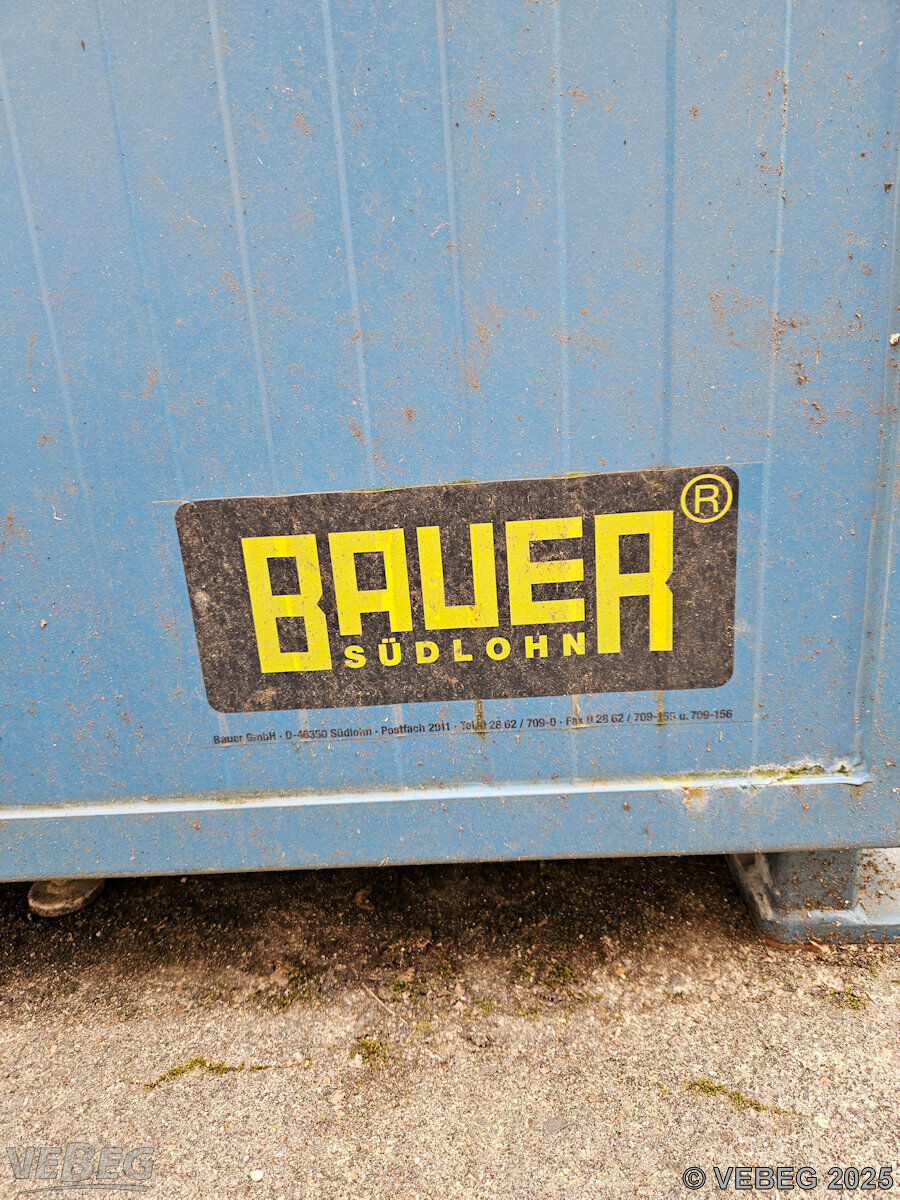 BAUER ®
SÜDLOHN
Bauer GmbH · D-46350 Südlohn · Postfach 2911 · Tel. 0 28 62 / 709-0 · Fax 0 28 62 / 709-155 u. 709-156
VEBEG
© VEBEG 2025